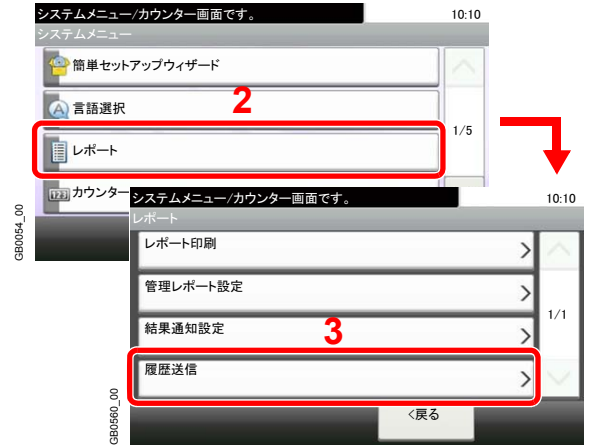 システムメニュー/カウンター画面です。 10:10
システムメニュー
簡単セットアップウィザード
言語選択
2
レポート
1/5
カウンター
GB0054_00
システムメニュー/カウンター画面です。 10:10
レポート
レポート印刷
管理レポート設定
1/1
結果通知設定
3
履歴送信
<戻る
GB0560_00